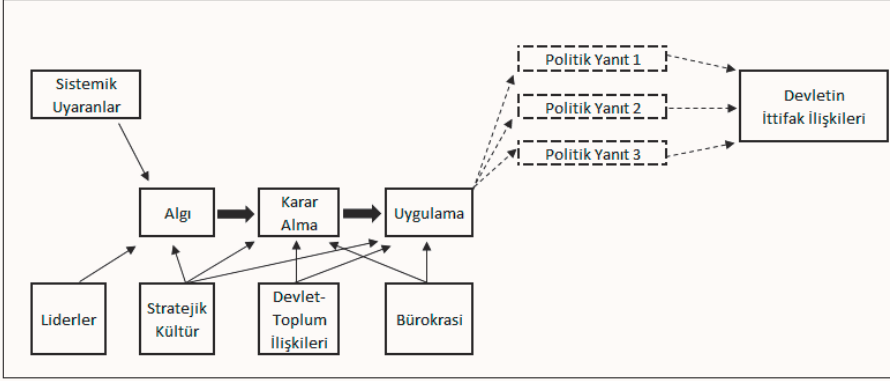 Sistemik
Uyaranlar
Politik Yanıt 1
Politik Yanıt 2
Politik Yanıt 3
Devletin
İttifak İlişkileri
Algı
Karar
Alma
Uygulama
Liderler
Stratejik
Kültür
Devlet-
Toplum
İlişkileri
Bürokrasi